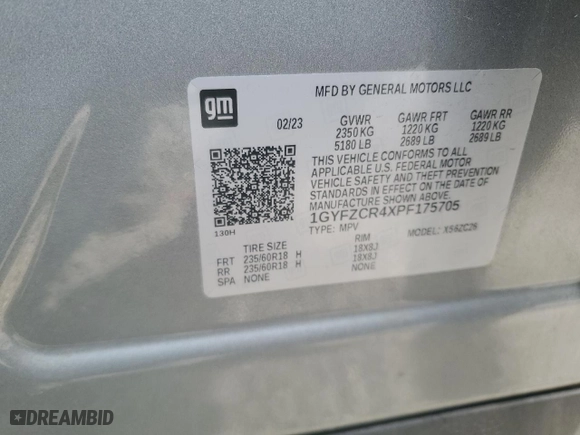 gm
MFD BY GENERAL MOTORS LLC
02/23 GVWR GAWR FRT GAWR RR
2350 KG 1220 KG 1220 KG
5180 LB 2689 LB 2689 LB
THIS VEHICLE CONFORMS TO ALL
APPLICABLE U.S. FEDERAL MOTOR
VEHICLE SAFETY AND THEFT PREVENTION
STANDARDS IN EFFECT ON THE DATE OF
MANUFACTURE SHOWN ABOVE.
1GYFZCR4XPF175705
130H TYPE: MPV MODEL: XS6ZC26
TIRE SIZE RIM
FRT 235/60R18 H 18X8J
RR 235/60R18 H 18X8J
SPA NONE NONE
DREAMBID